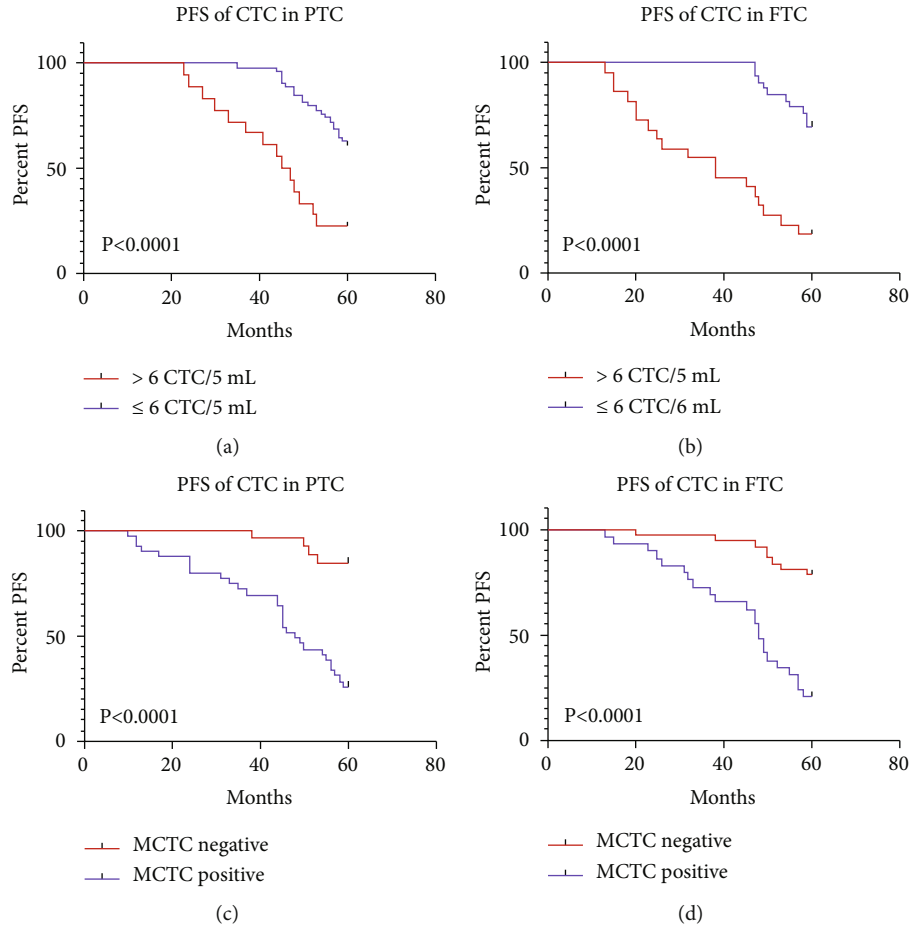 PFS of CTC in PTC
100
50
0
Percent PFS
P<0.0001
0 20 40 60 80
Months
> 6 CTC/5 mL
≤ 6 CTC/5 mL
(a)
PFS of CTC in FTC
100
50
0
Percent PFS
P<0.0001
0 20 40 60 80
Months
> 6 CTC/5 mL
≤ 6 CTC/6 mL
(b)
PFS of CTC in PTC
100
50
0
Percent PFS
P<0.0001
0 20 40 60 80
Months
MCTC negative
MCTC positive
(c)
PFS of CTC in FTC
100
50
0
Percent PFS
P<0.0001
0 20 40 60 80
Months
MCTC negative
MCTC positive
(d)